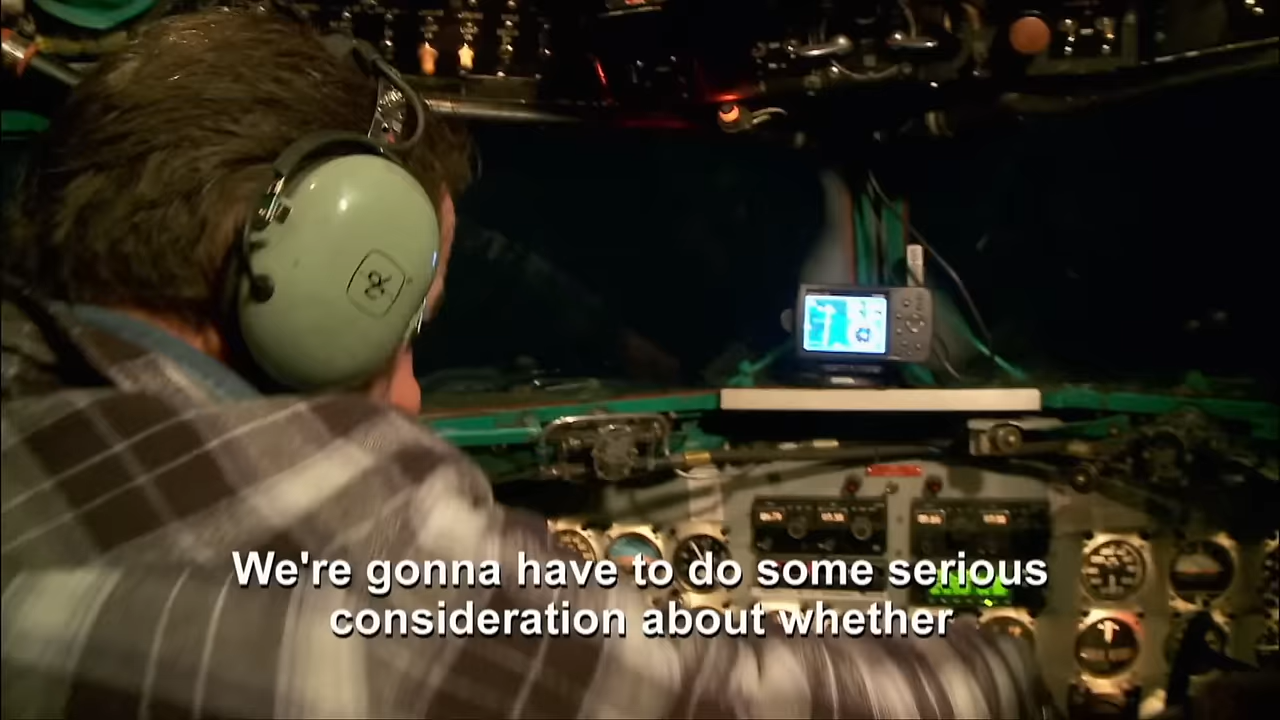 We're gonna have to do some serious
consideration about whether